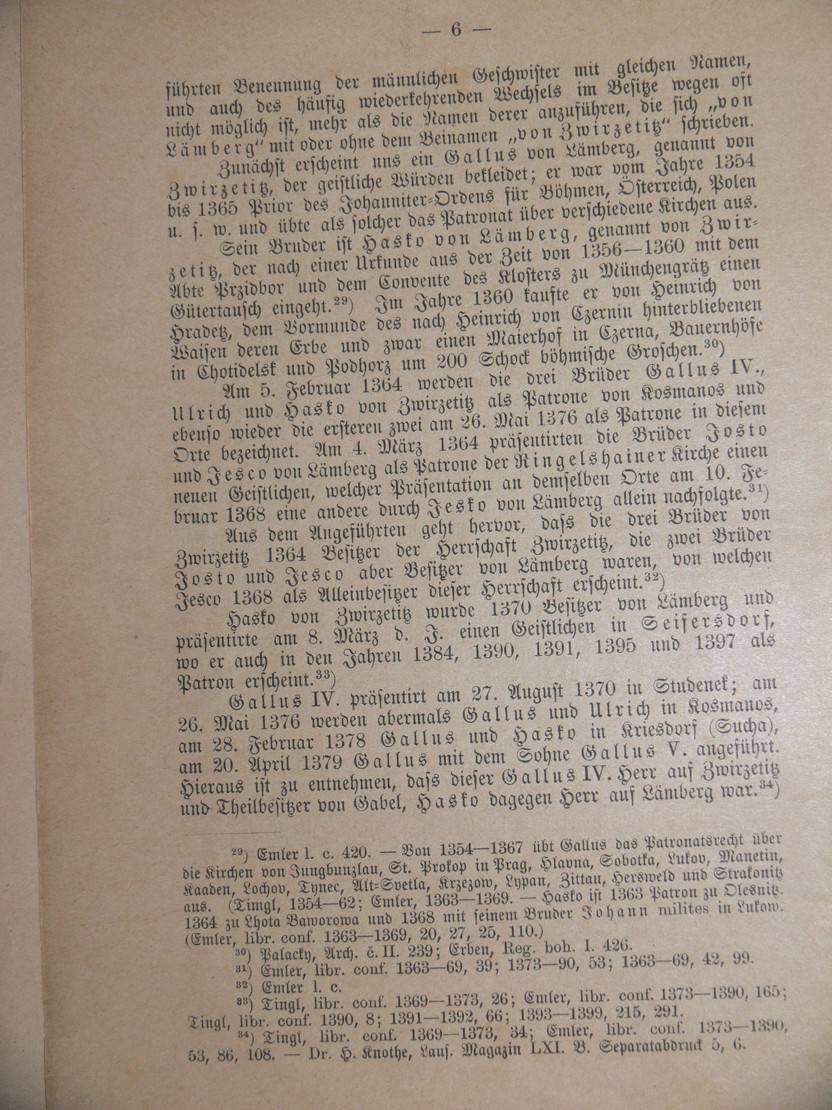 — 6 —
führten Benennung der männlichen Geschwister mit gleichen Namen,
und auch des häufig wiederkehrenden Wechsels im Besitze wegen oft
nicht möglich ist, mehr als die Namen derer anzuführen, die sich „von
Lämberg“ mit oder ohne dem Beinamen „von Zwirzetitz“ schrieben.
Zunächst erscheint uns ein Gallus von Lämberg, genannt von
Zwirzetitz, der geistliche Würden bekleidet; er war vom Jahre 1354
bis 1365 Prior des Johanniter-Ordens für Böhmen, Österreich, Polen
u. s. w. und übte als solcher das Patronat über verschiedene Kirchen aus.
Sein Bruder ist Hasko von Lämberg, genannt von Zwir-
zetitz, der nach einer Urkunde aus der Zeit von 1356—1360 mit dem
Abte Przidbor und dem Convente des Klosters zu Münchengrätz einen
Gütertausch eingeht.²⁹) Im Jahre 1360 kaufte er von Heinrich von
Hradetz, dem Vormunde des nach Heinrich von Czernin hinterbliebenen
Waisen deren Erbe und zwar einen Maierhof in Czerna, Bauernhöfe
in Chotidelsk und Podhorz um 200 Schock böhmische Groschen.³⁰)
Am 5. Februar 1364 werden die drei Brüder Gallus IV.,
Ulrich und Hasko von Zwirzetitz als Patrone von Kosmanos und
ebenso wieder die ersteren zwei am 26. Mai 1376 als Patrone in diesem
Orte bezeichnet. Am 4. März 1364 präsentirten die Brüder Josto
und Jesco von Lämberg als Patrone der Ringelshainer Kirche einen
neuen Geistlichen, welcher Präsentation an demselben Orte am 10. Fe-
bruar 1368 eine andere durch Jesko von Lämberg allein nachfolgte.³¹)
Aus dem Angeführten geht hervor, dass die drei Brüder von
Zwirzetitz 1364 Besitzer der Herrschaft Zwirzetitz, die zwei Brüder
Josto und Jesco aber Besitzer von Lämberg waren, von welchen
Jesco 1368 als Alleinbesitzer dieser Herrschaft erscheint.³²)
Hasko von Zwirzetitz wurde 1370 Besitzer von Lämberg und
präsentirte am 8. März d. J. einen Geistlichen in Seifersdorf,
wo er auch in den Jahren 1384, 1390, 1391, 1395 und 1397 als
Patron erscheint.³³)
Gallus IV. präsentirt am 27. August 1370 in Studenek; am
26. Mai 1376 werden abermals Gallus und Ulrich in Kosmanos,
am 28. Februar 1378 Gallus und Hasko in Kriesdorf (Sucha),
am 20. April 1379 Gallus mit dem Sohne Gallus V. angeführt.
Hieraus ist zu entnehmen, dass dieser Gallus IV. Herr auf Zwirzetitz
und Theilbesitzer von Gabel, Hasko dagegen Herr auf Lämberg war.³⁴)
²⁹) Emler l. c. 420. — Von 1354—1367 übt Gallus das Patronatsrecht über
die Kirchen von Jungbunzlau, St. Prokop in Prag, Hlavna, Sobotka, Lukov, Manetin,
Kaaden, Lochov, Tynec, Alt-Svetla, Krzezow, Lypan, Zittau, Hersweld und Strakonitz
aus. (Timgl, 1354—62; Emler, 1363—1369. — Hasko ist 1363 Patron zu Olesnitz.
1364 zu Lhota Baworowa und 1368 mit seinem Bruder Johann milites in Lukow.
(Emler, libr. conf. 1363—1369, 20, 27, 25, 110.)
³⁰) Palacky, Arch. č. II. 239; Erben, Reg. boh. I. 426.
³¹) Emler, libr. conf. 1363—69, 39; 1373—90, 53; 1363—69, 42, 99.
³²) Emler l. c.
³³) Tingl, libr. conf. 1369—1373, 26; Emler, libr. conf. 1373—1390, 165;
Tingl, libr. conf. 1390, 8; 1391—1392, 66; 1393—1399, 215, 291.
³⁴) Tingl, libr. conf. 1369—1373, 34; Emler, libr. conf. 1373—1390,
53, 86, 108. — Dr. H. Knothe, Laus. Magazin LXI. B. Separatabdruck 5, 6.